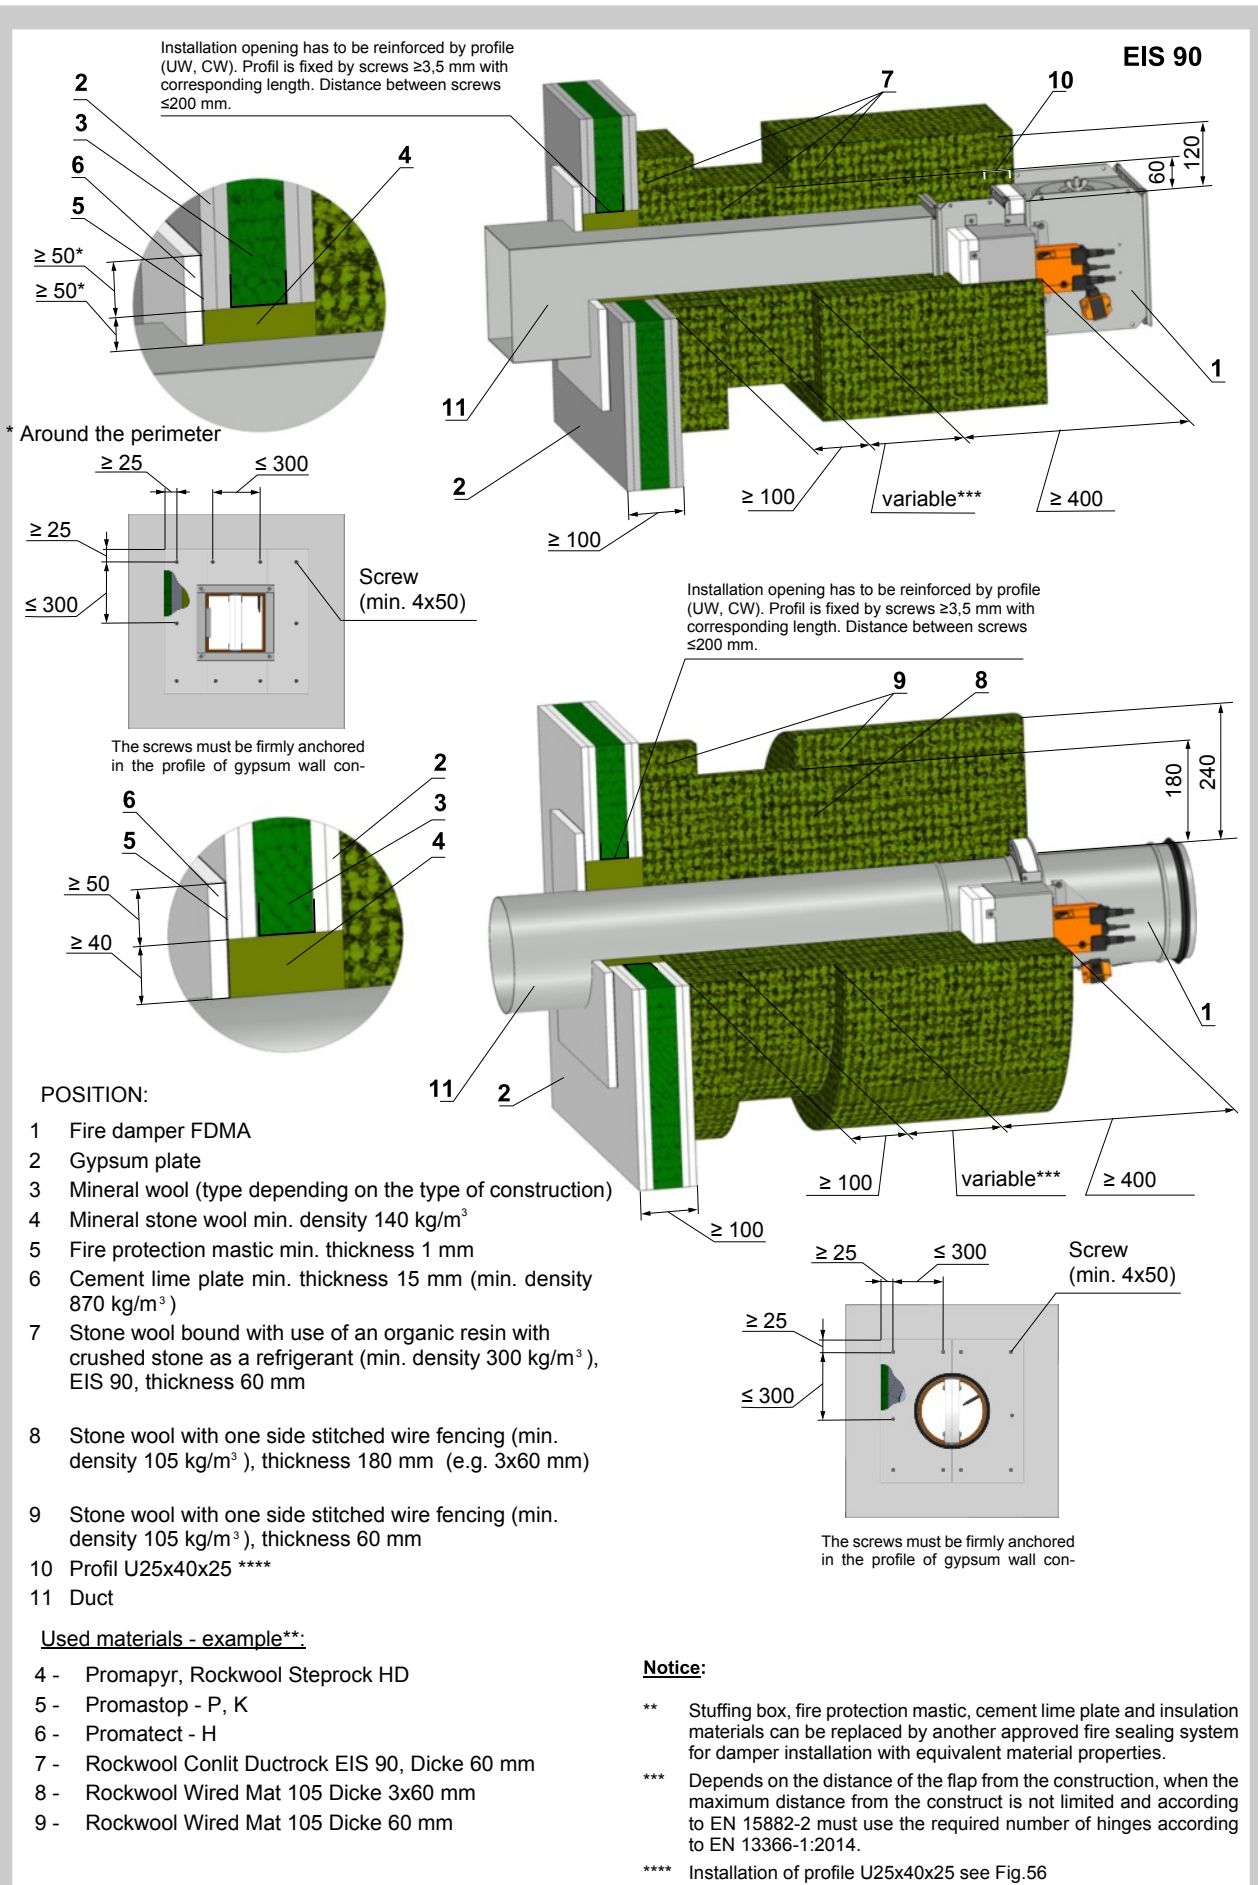 Installation opening has to be reinforced by profile
(UW, CW). Profil is fixed by screws ≥3,5 mm with
corresponding length. Distance between screws
≤200 mm.
EIS 90
2
3
6
5
4
7
10
120
60
≥ 50*
≥ 50*
11
2
1
≥ 100
variable***
≥ 400
≥ 100
* Around the perimeter
≥ 25
≤ 300
≥ 25
≤ 300
Screw
(min. 4x50)
The screws must be firmly anchored
in the profile of gypsum wall con-
Installation opening has to be reinforced by profile
(UW, CW). Profil is fixed by screws ≥3,5 mm with
corresponding length. Distance between screws
≤200 mm.
9
8
180
240
2
6
3
5
4
≥ 50
≥ 40
11
2
1
≥ 100
variable***
≥ 400
≥ 100
≥ 25
≤ 300
≥ 25
≤ 300
Screw
(min. 4x50)
The screws must be firmly anchored
in the profile of gypsum wall con-
POSITION:
1 Fire damper FDMA
2 Gypsum plate
3 Mineral wool (type depending on the type of construction)
4 Mineral stone wool min. density 140 kg/m³
5 Fire protection mastic min. thickness 1 mm
6 Cement lime plate min. thickness 15 mm (min. density
870 kg/m³ )
7 Stone wool bound with use of an organic resin with
crushed stone as a refrigerant (min. density 300 kg/m³ ),
EIS 90, thickness 60 mm
8 Stone wool with one side stitched wire fencing (min.
density 105 kg/m³ ), thickness 180 mm (e.g. 3x60 mm)
9 Stone wool with one side stitched wire fencing (min.
density 105 kg/m³ ), thickness 60 mm
10 Profil U25x40x25 ****
11 Duct
Used materials - example**:
4 - Promapyr, Rockwool Steprock HD
5 - Promastop - P, K
6 - Promatect - H
7 - Rockwool Conlit Ductrock EIS 90, Dicke 60 mm
8 - Rockwool Wired Mat 105 Dicke 3x60 mm
9 - Rockwool Wired Mat 105 Dicke 60 mm
Notice:
** Stuffing box, fire protection mastic, cement lime plate and insulation
materials can be replaced by another approved fire sealing system
for damper installation with equivalent material properties.
*** Depends on the distance of the flap from the construction, when the
maximum distance from the construct is not limited and according
to EN 15882-2 must use the required number of hinges according
to EN 13366-1:2014.
**** Installation of profile U25x40x25 see Fig.56